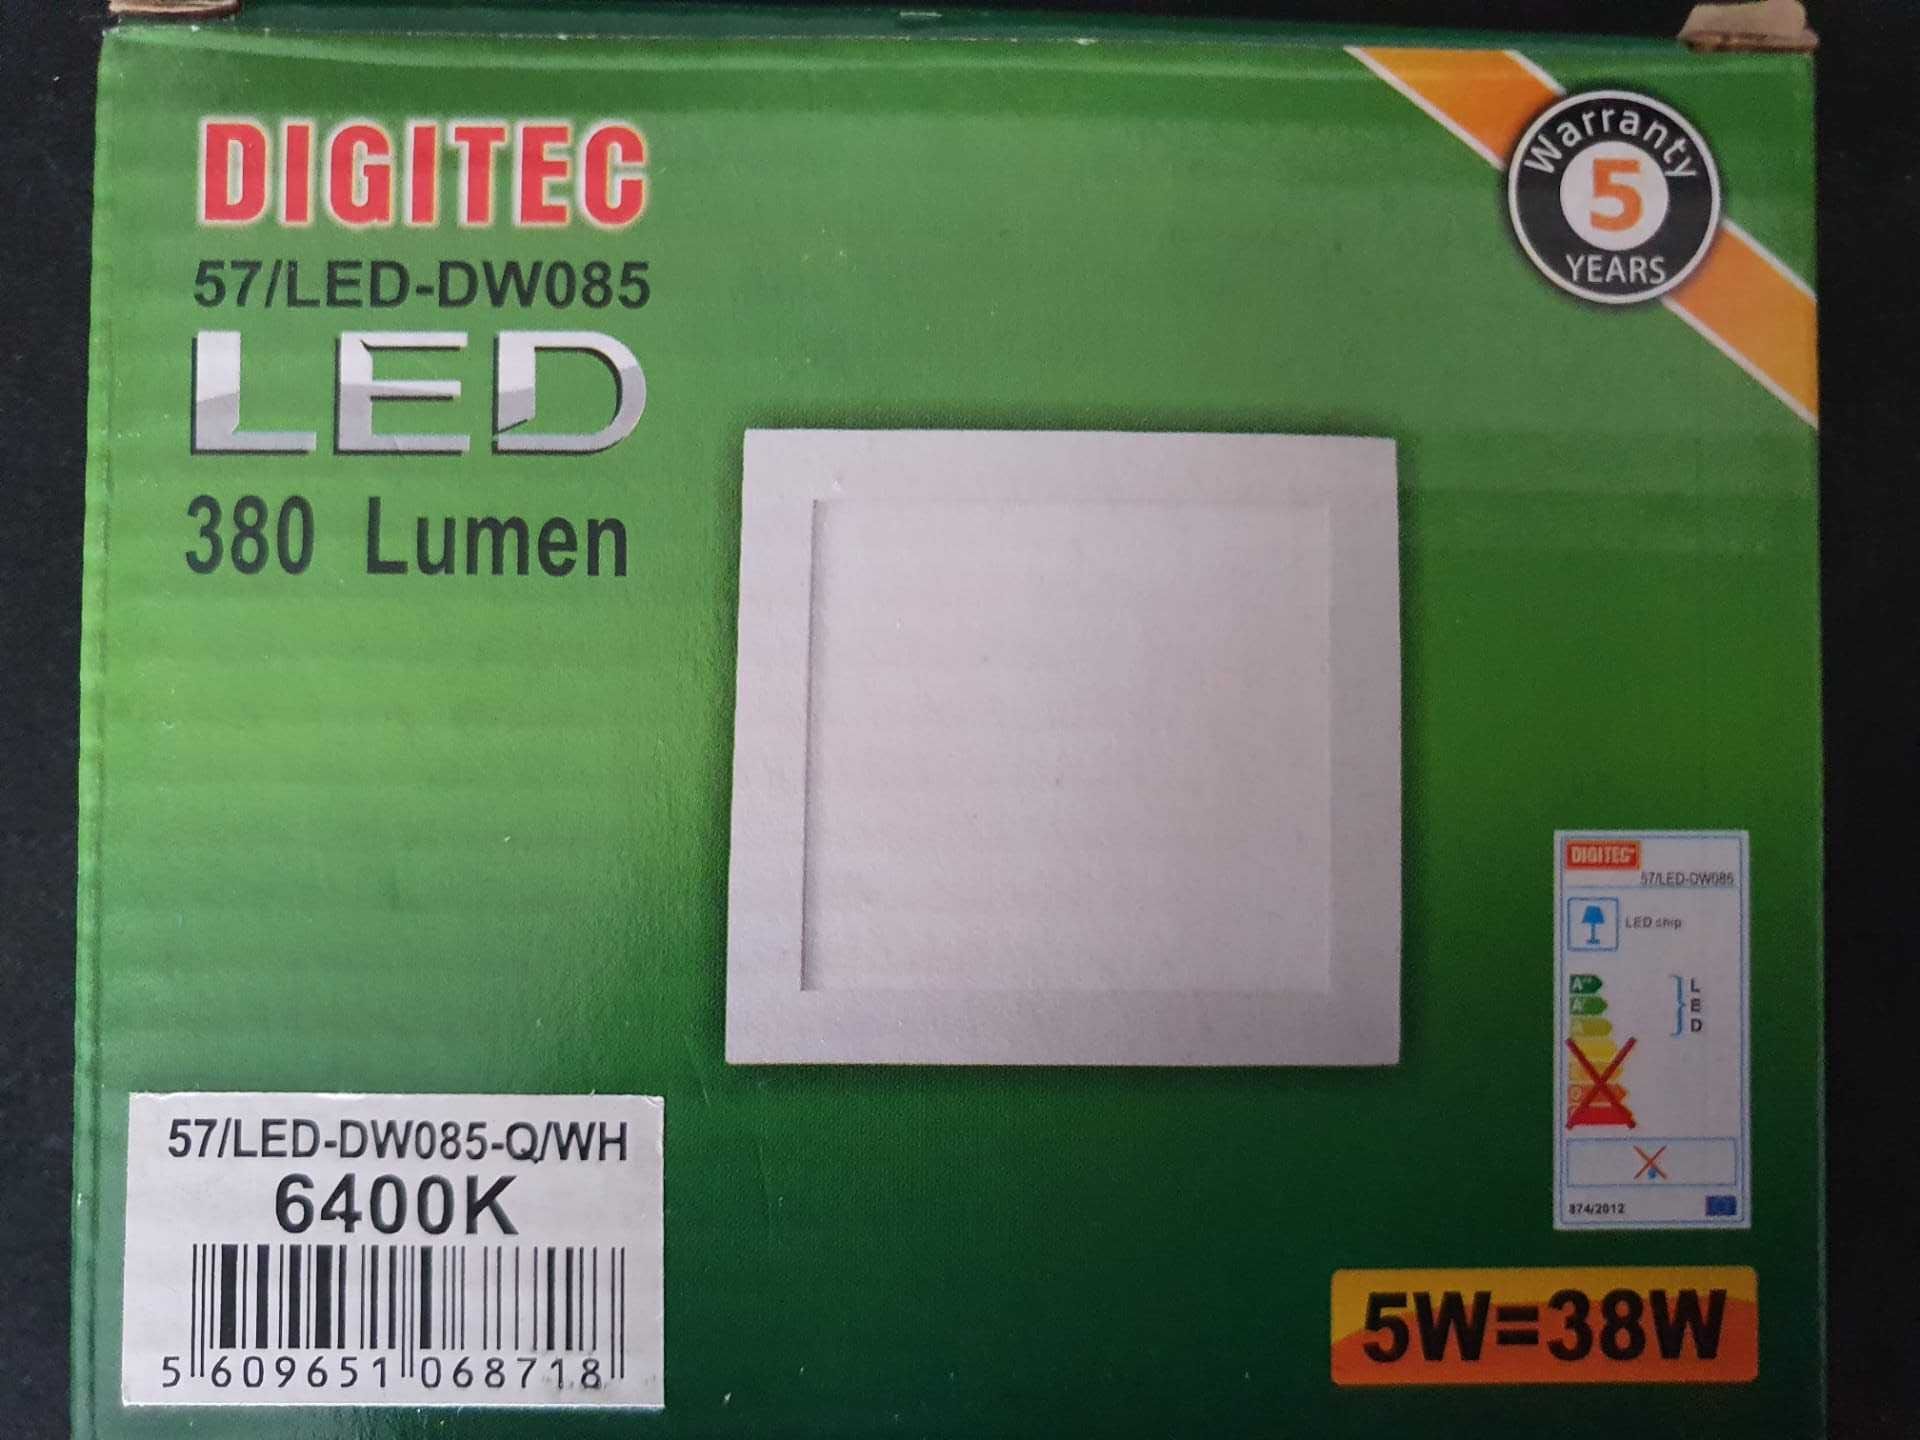 DIGITEC
57/LED-DW085
LED
380 Lumen
Warranty
5
YEARS
DIGITEC
57/LED-DW085
LED chip
A++
A+
A
L
E
D
874/2012
57/LED-DW085-Q/WH
6400K
5 609651 068718
5W=38W